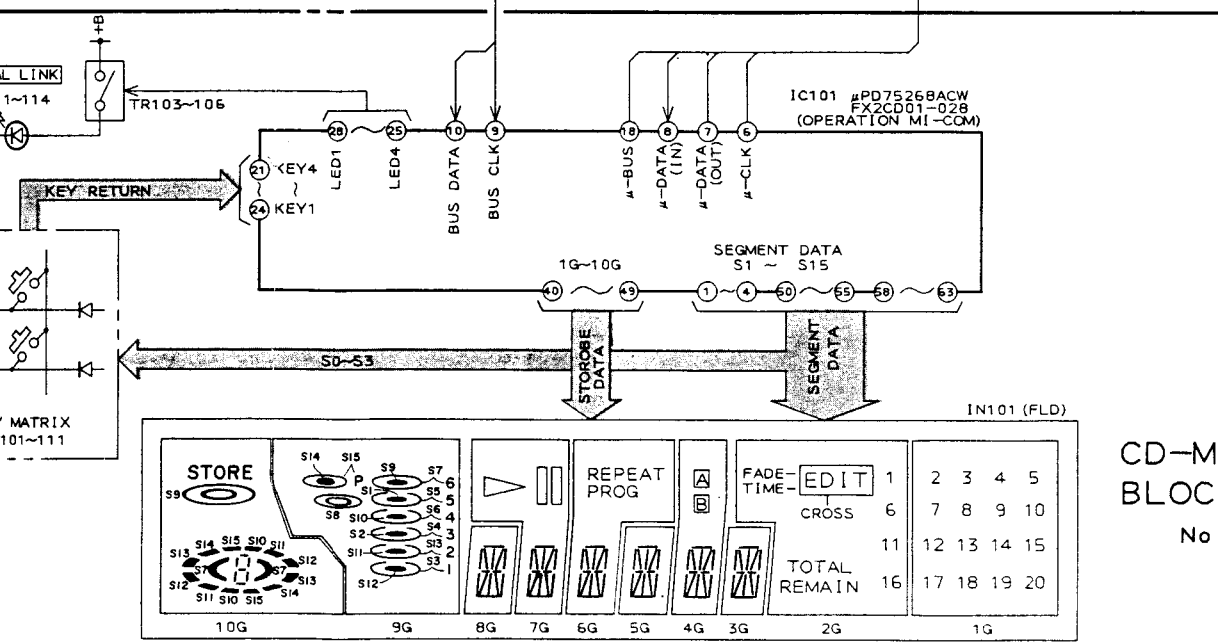 +B
AL LINK
1~114
TR103~106
IC101 μPD75268ACW
FX2CD01-028
(OPERATION MI-COM)
28 ~ 25 10 9 18 8 7 6
LED1
LED4
BUS DATA
BUS CLK
μ-BUS
μ-DATA
(IN)
μ-DATA
(OUT)
μ-CLK
21 KEY4
~ ~
24 KEY1
KEY RETURN
1G~10G
SEGMENT DATA
S1 ~ S15
40 ~ 49 1 ~ 4 50 ~ 55 58 ~ 63
S0~S3
STOROBE
DATA
SEGMENT
DATA
Y MATRIX
101~111
IN101 (FLD)
CD-M
BLOC
No
STORE
S9
S14 S15 S10 S11
S13 S12
S7 S7
S12 S13
S11 S10 S15 S14
S14 S15
P
S8
S9 S7 6
S1 S5 5
S10 S6 4
S2 S4 3
S11 S13 2
S12 S3 1
REPEAT
PROG
A
B
FADE- EDIT
TIME-
CROSS
TOTAL
REMAIN
1 2 3 4 5
6 7 8 9 10
11 12 13 14 15
16 17 18 19 20
10G 9G 8G 7G 6G 5G 4G 3G 2G 1G